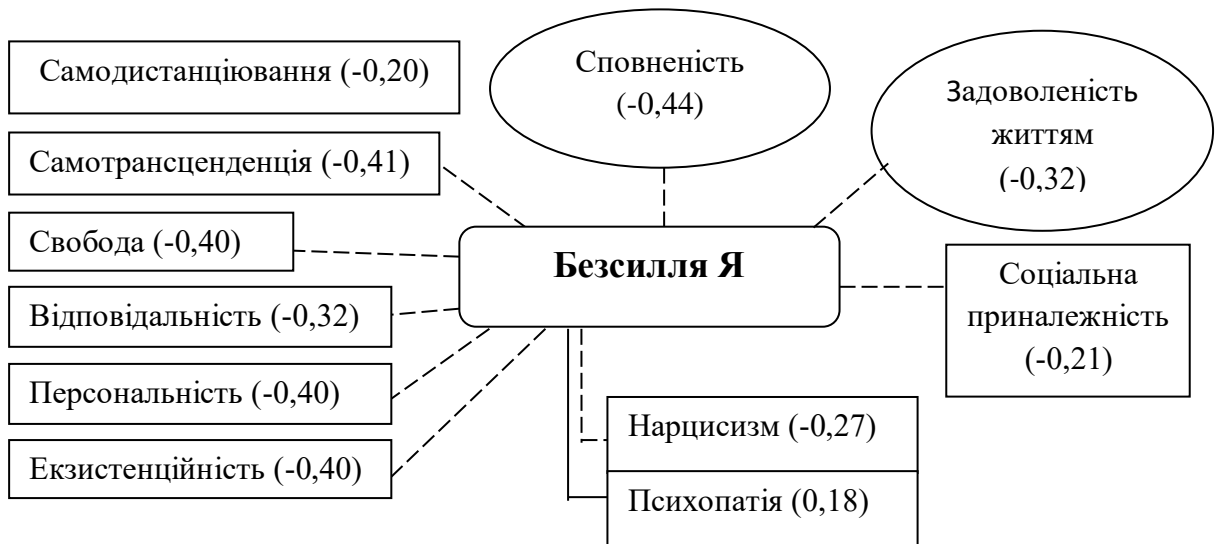 Самодистанціювання (-0,20)
Сповненість
(-0,44)
Задоволеність
життям
(-0,32)
Самотрансценденція (-0,41)
Свобода (-0,40)
Безсилля Я
Соціальна
приналежність
(-0,21)
Відповідальність (-0,32)
Персональність (-0,40)
Екзистенційність (-0,40)
Нарцисизм (-0,27)
Психопатія (0,18)